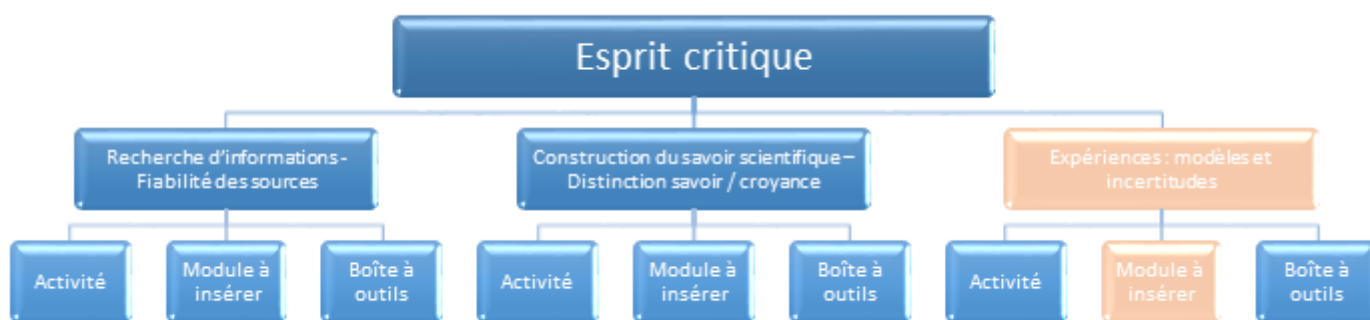 Esprit critique
Recherche d'informations -
Fiabilité des sources
Construction du savoir scientifique –
Distinction savoir / croyance
Expériences : modèles et
incertitudes
Activité
Module à
insérer
Boîte à
outils
Activité
Module à
insérer
Boîte à
outils
Activité
Module à
insérer
Boîte à
outils